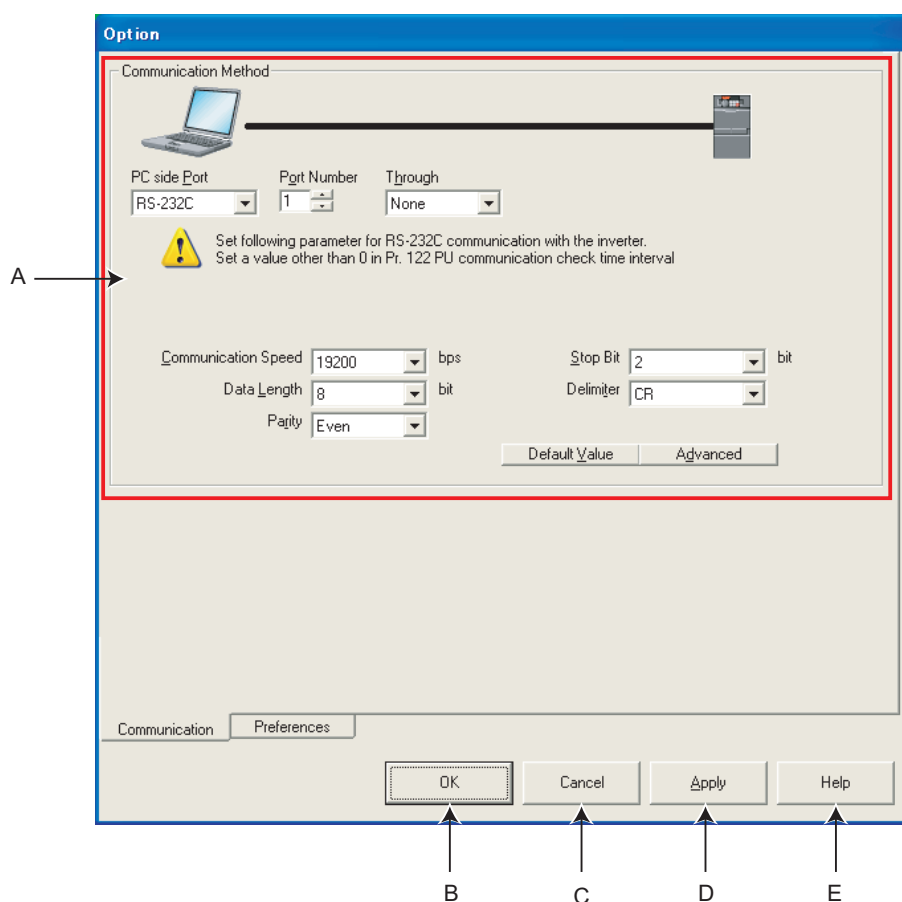 Option
Communication Method
PC side Port
Port Number
Through
RS-232C
1
None
Set following parameter for RS-232C communication with the inverter.
Set a value other than 0 in Pr. 122 PU communication check time interval
A
Communication Speed 19200 bps
Stop Bit 2 bit
Data Length 8 bit
Delimiter CR
Parity Even
Default Value
Advanced
Communication
Preferences
OK
Cancel
Apply
Help
B
C
D
E